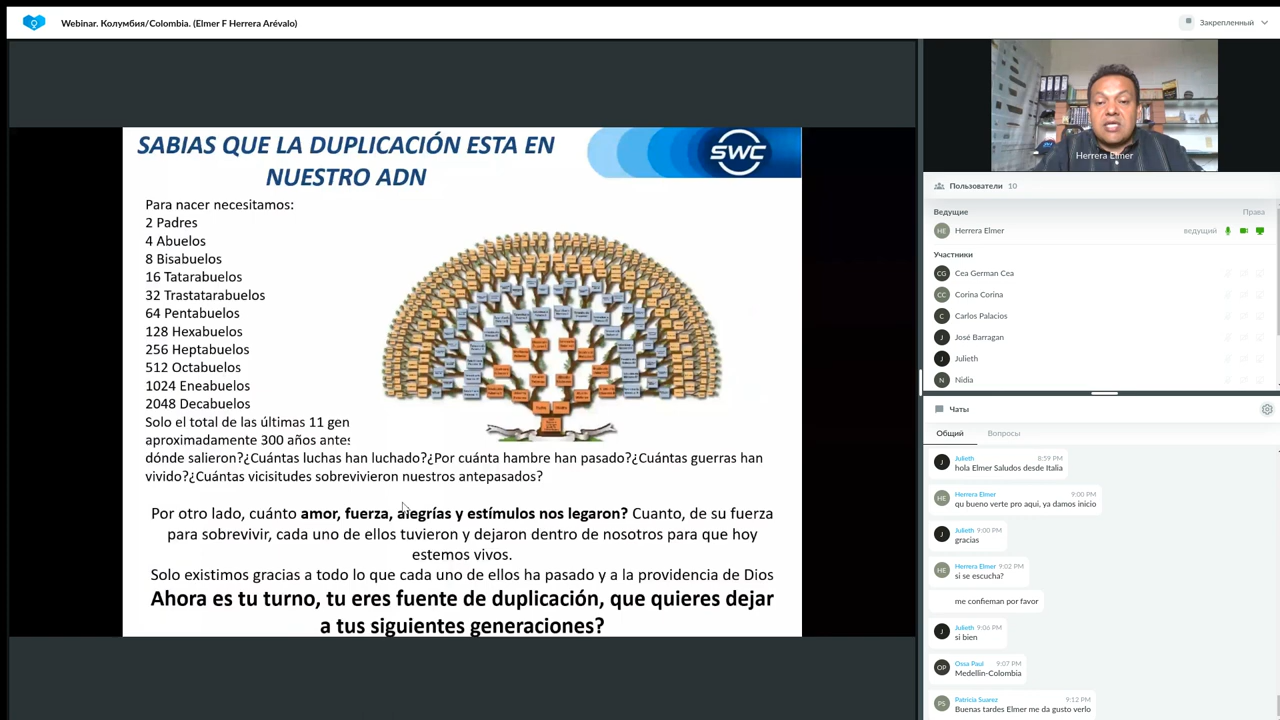 Webinar. Колумбия/Colombia. (Elmer F Herrera Arévalo)
Закрепленный
SABIAS QUE LA DUPLICACIÓN ESTA EN
NUESTRO ADN
SWC
Para nacer necesitamos:
2 Padres
4 Abuelos
8 Bisabuelos
16 Tatarabuelos
32 Trastatarabuelos
64 Pentabuelos
128 Hexabuelos
256 Heptabuelos
512 Octabuelos
1024 Eneabuelos
2048 Decabuelos
Solo el total de las últimas 11 gen
aproximadamente 300 años antes
dónde salieron?¿Cuántas luchas han luchado?¿Por cuánta hambre han pasado?¿Cuántas guerras han
vivido?¿Cuántas vicisitudes sobrevivieron nuestros antepasados?
Por otro lado, cuánto amor, fuerza, alegrías y estímulos nos legaron? Cuanto, de su fuerza
para sobrevivir, cada uno de ellos tuvieron y dejaron dentro de nosotros para que hoy
estemos vivos.
Solo existimos gracias a todo lo que cada uno de ellos ha pasado y a la providencia de Dios
Ahora es tu turno, tu eres fuente de duplicación, que quieres dejar
a tus siguientes generaciones?
Herrera Elmer
Пользователи 10
Ведущие Права
HE Herrera Elmer ведущий
Участники
CG Cea German Cea
CC Corina Corina
C Carlos Palacios
J José Barragan
J Julieth
N Nidia
Чаты
Общий Вопросы
J Julieth 8:59 PM
hola Elmer Saludos desde Italia
HE Herrera Elmer 9:00 PM
qu bueno verte pro aqui, ya damos inicio
J Julieth 9:00 PM
gracias
HE Herrera Elmer 9:02 PM
si se escucha?
me confieman por favor
J Julieth 9:06 PM
si bien
OP Ossa Paul 9:07 PM
Medellin-Colombia
PS Patricia Suarez 9:12 PM
Buenas tardes Elmer me da gusto verlo